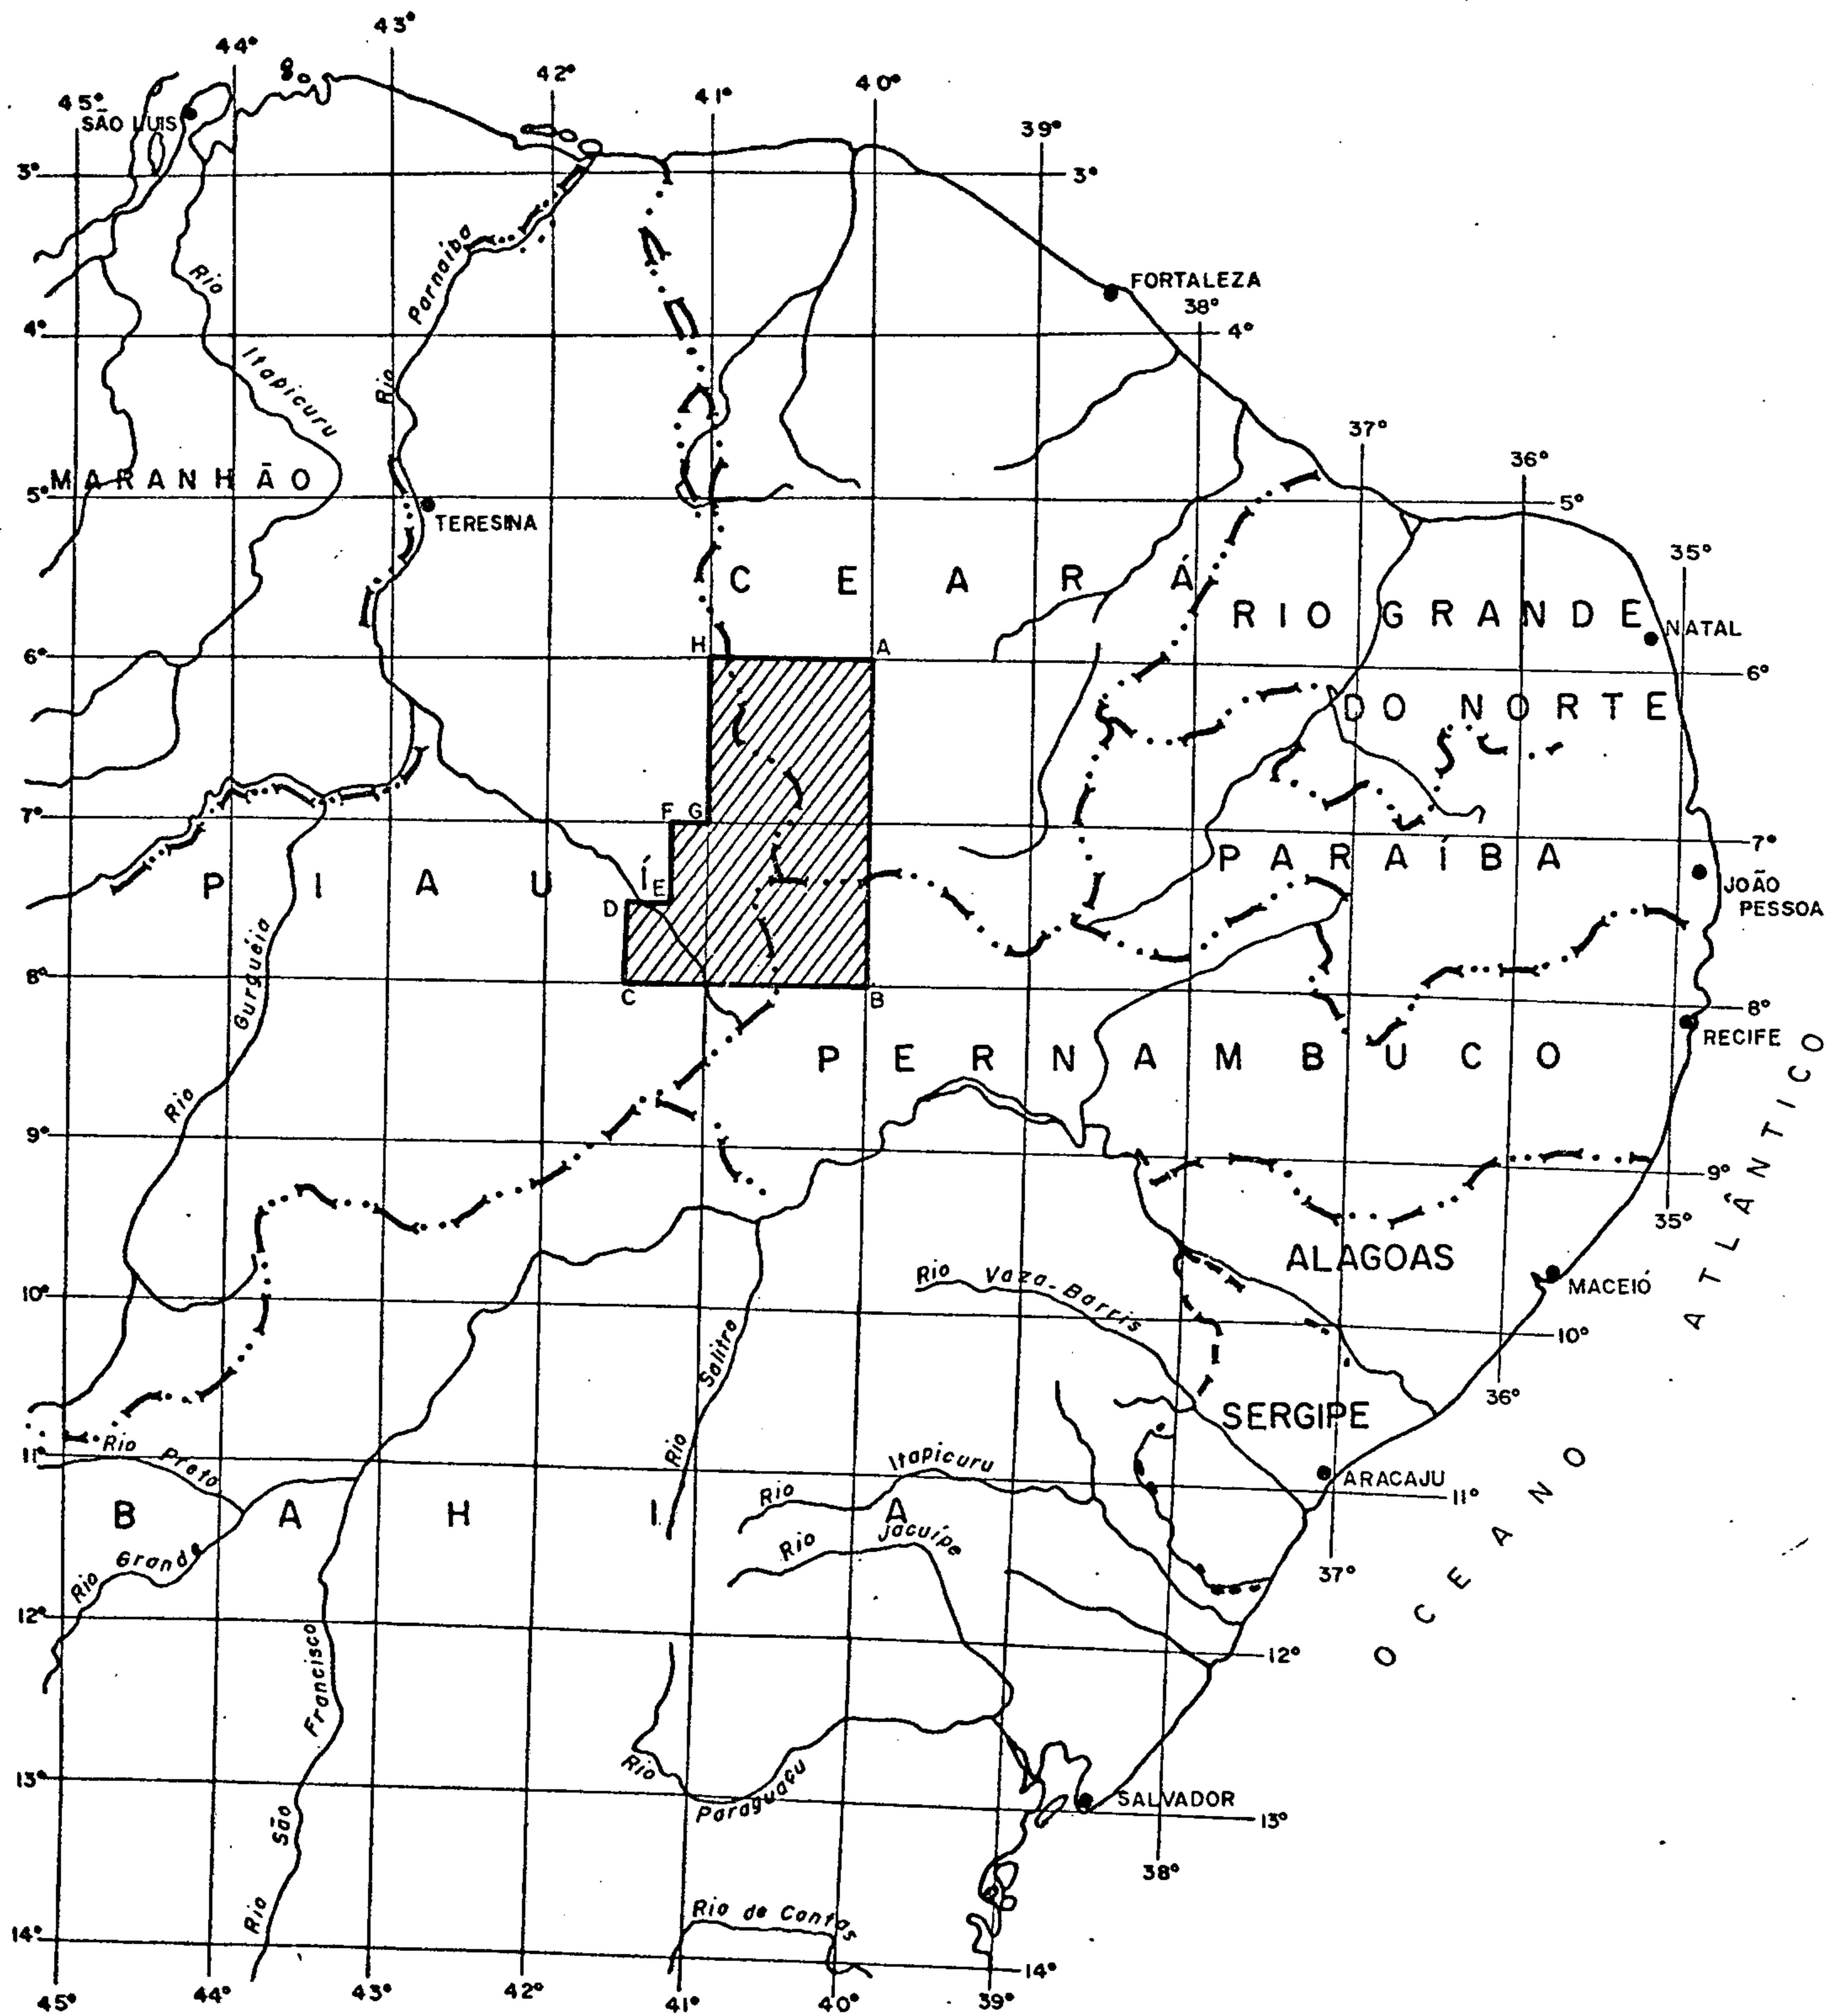 43°
44°
42°
40°
45°
41°
SÃO LUIS
39°
3°
3°
Parnaíba
Rio
FORTALEZA
38°
4°
4°
Itapicuru
Rio
37°
36°
MARANHÃO
5°
5°
TERESINA
35°
CEARÁ
RIO GRANDE
NATAL
H
A
6°
6°
DO NORTE
F
G
7°
7°
PARAÍBA
PIAUÍ
E
D
JOÃO
PESSOA
Gurguéia
8°
C
B
8°
RECIFE
PERNAMBUCO
Rio
9°
9°
35°
ALAGOAS
Rio Vaza-Barris
MACEIÓ
10°
10°
Salitre
36°
SERGIPE
Rio Preto
11°
Rio
Itapicuru
ARACAJU
Rio
11°
BAHIA
Jacuípe
Rio
Grande
Rio
37°
OCEANO ATLÂNTICO
12°
12°
Francisco
Rio
13°
Paraguaçu
SALVADOR
13°
São
38°
Rio
Rio de Contas
14°
14°
45°
44°
43°
42°
41°
40°
39°